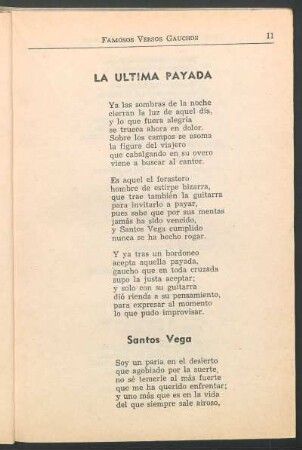 FAMOSOS VERSOS GAUCHOS 11
LA ULTIMA PAYADA
Ya los sombras de la noche
cierran la luz de aquel día,
y lo que fuera alegría
se trueca ahora en dolor.
Sobre los campos se asoma
la figura del viajero
que cabalgando en su overo
viene a buscar al cantor.
Es aquel el forastero
hombre de estirpe bizarra,
que trae también la guitarra
para invitarlo a payar,
pues sabe que por sus mentas
jamás ha sido vencido,
y Santos Vega cumplido
nunca se ha hecho rogar.
Y ya tras un bordoneo
acepta aquella payada,
gaucho que en toda cruzada
supo la justa aceptar;
y solo con su guitarra
dió rienda a su pensamiento,
para expresar al momento
lo que pudo improvisar.
Santos Vega
Soy un paria en el desierto
que agobiado por la suerte,
no sé temerle al más fuerte
que me ha querido enfrentar;
y uno más que es en la vida
del que siempre sale airoso,